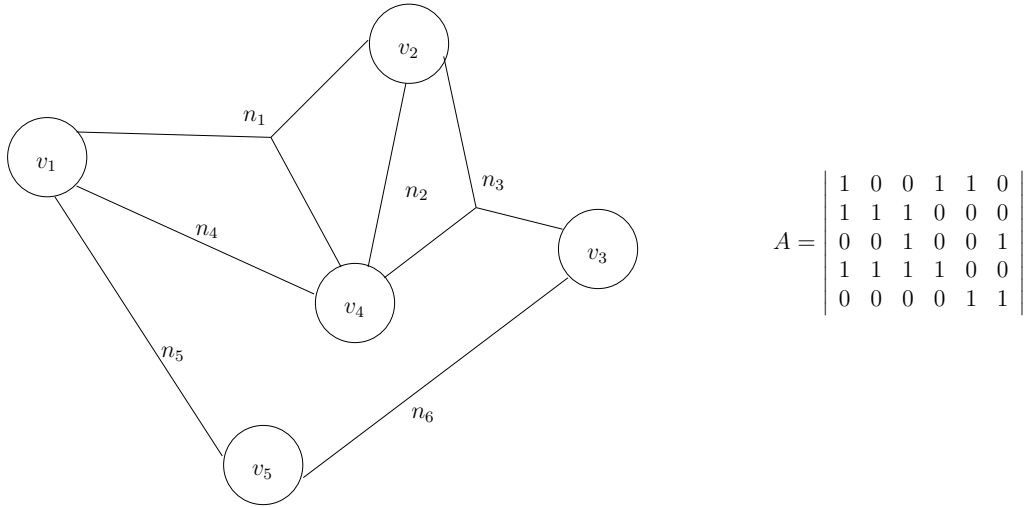 v₂
n₁
v₁
n₃
n₂
n₄
v₃
v₄
n₅
n₆
v₅
1 0 0 1 1 0
1 1 1 0 0 0
A = 0 0 1 0 0 1
1 1 1 1 0 0
0 0 0 0 1 1